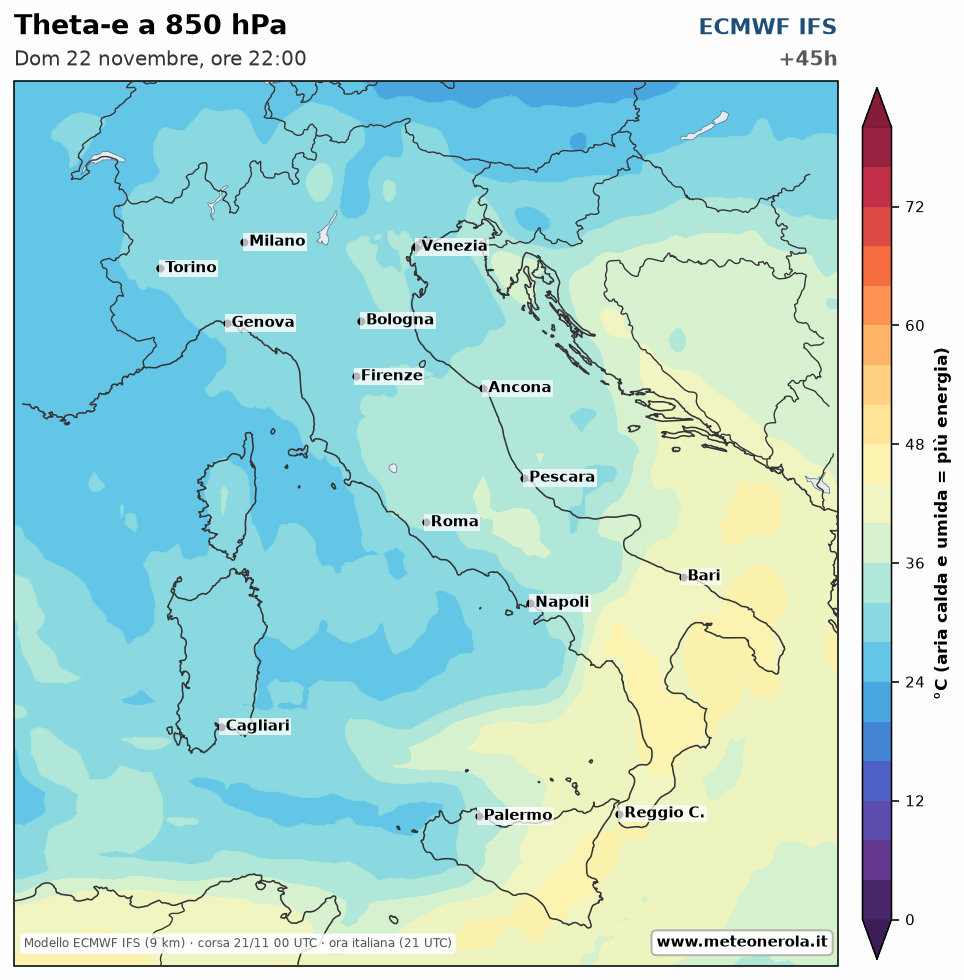 Theta-e a 850 hPa
ECMWF IFS
Dom 22 novembre, ore 22:00
+45h
Milano
Venezia
Torino
Genova
Bologna
Firenze
Ancona
Pescara
Roma
Bari
Napoli
Cagliari
Palermo
Reggio C.
72
60
48
36
24
12
0
°C (aria calda e umida = più energia)
Modello ECMWF IFS (9 km) · corsa 21/11 00 UTC · ora italiana (21 UTC)
www.meteonerola.it